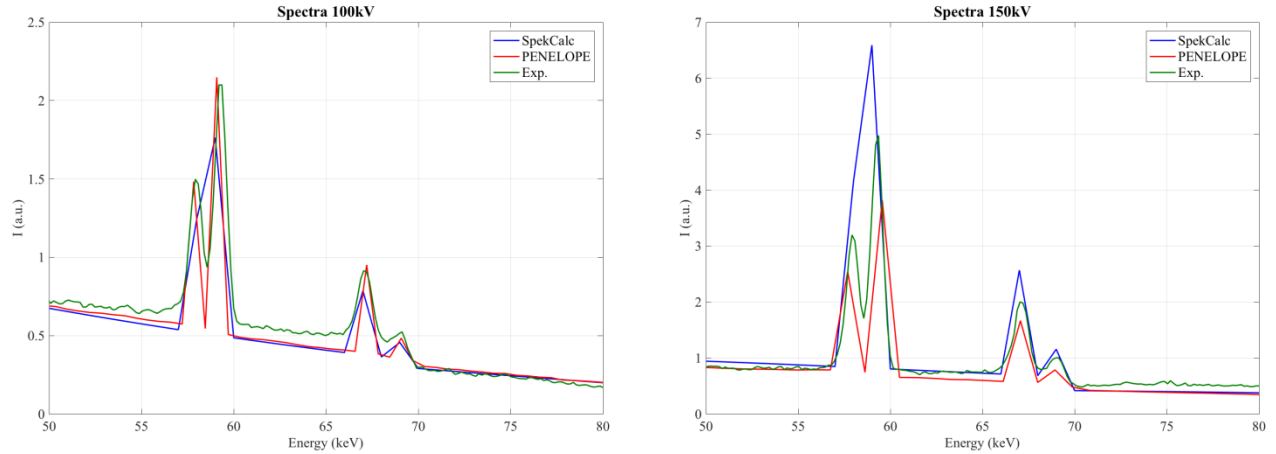 Spectra 100kV
2.5
2
1.5
1
0.5
0
I (a.u.)
50 55 60 65 70 75 80
Energy (keV)
SpekCalc
PENELOPE
Exp.
Spectra 150kV
7
6
5
4
3
2
1
0
I (a.u.)
50 55 60 65 70 75 80
Energy (keV)
SpekCalc
PENELOPE
Exp.